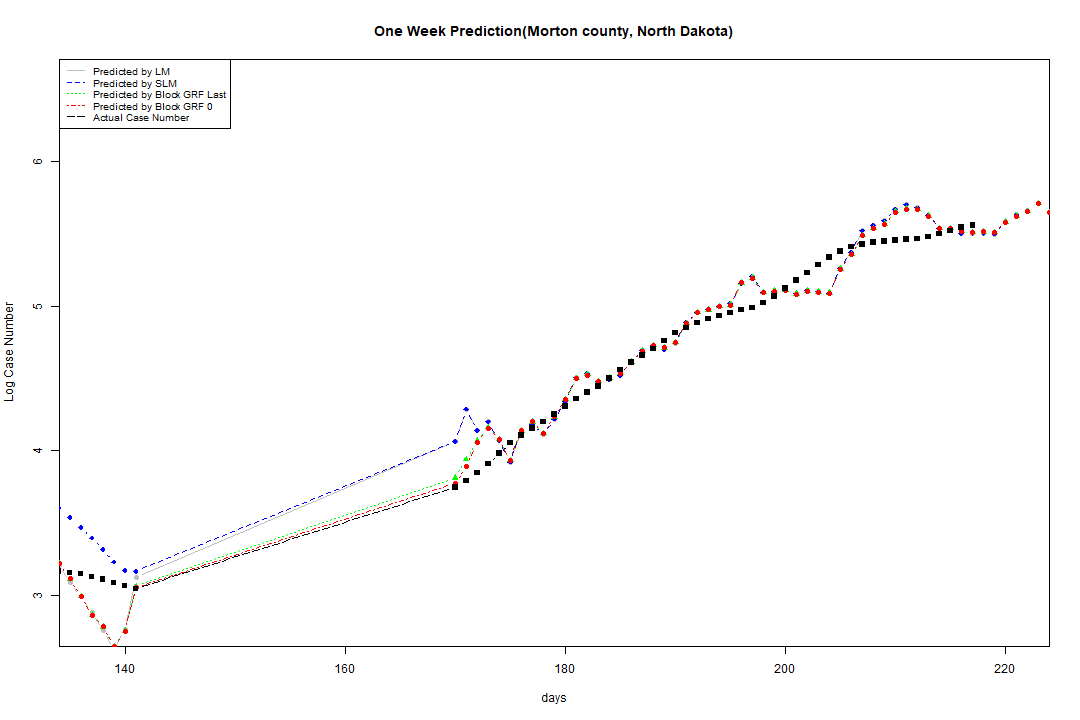 One Week Prediction(Morton county, North Dakota)
Predicted by LM
Predicted by SLM
Predicted by Block GRF Last
Predicted by Block GRF 0
Actual Case Number
6
5
4
3
Log Case Number
140 160 180 200 220
days